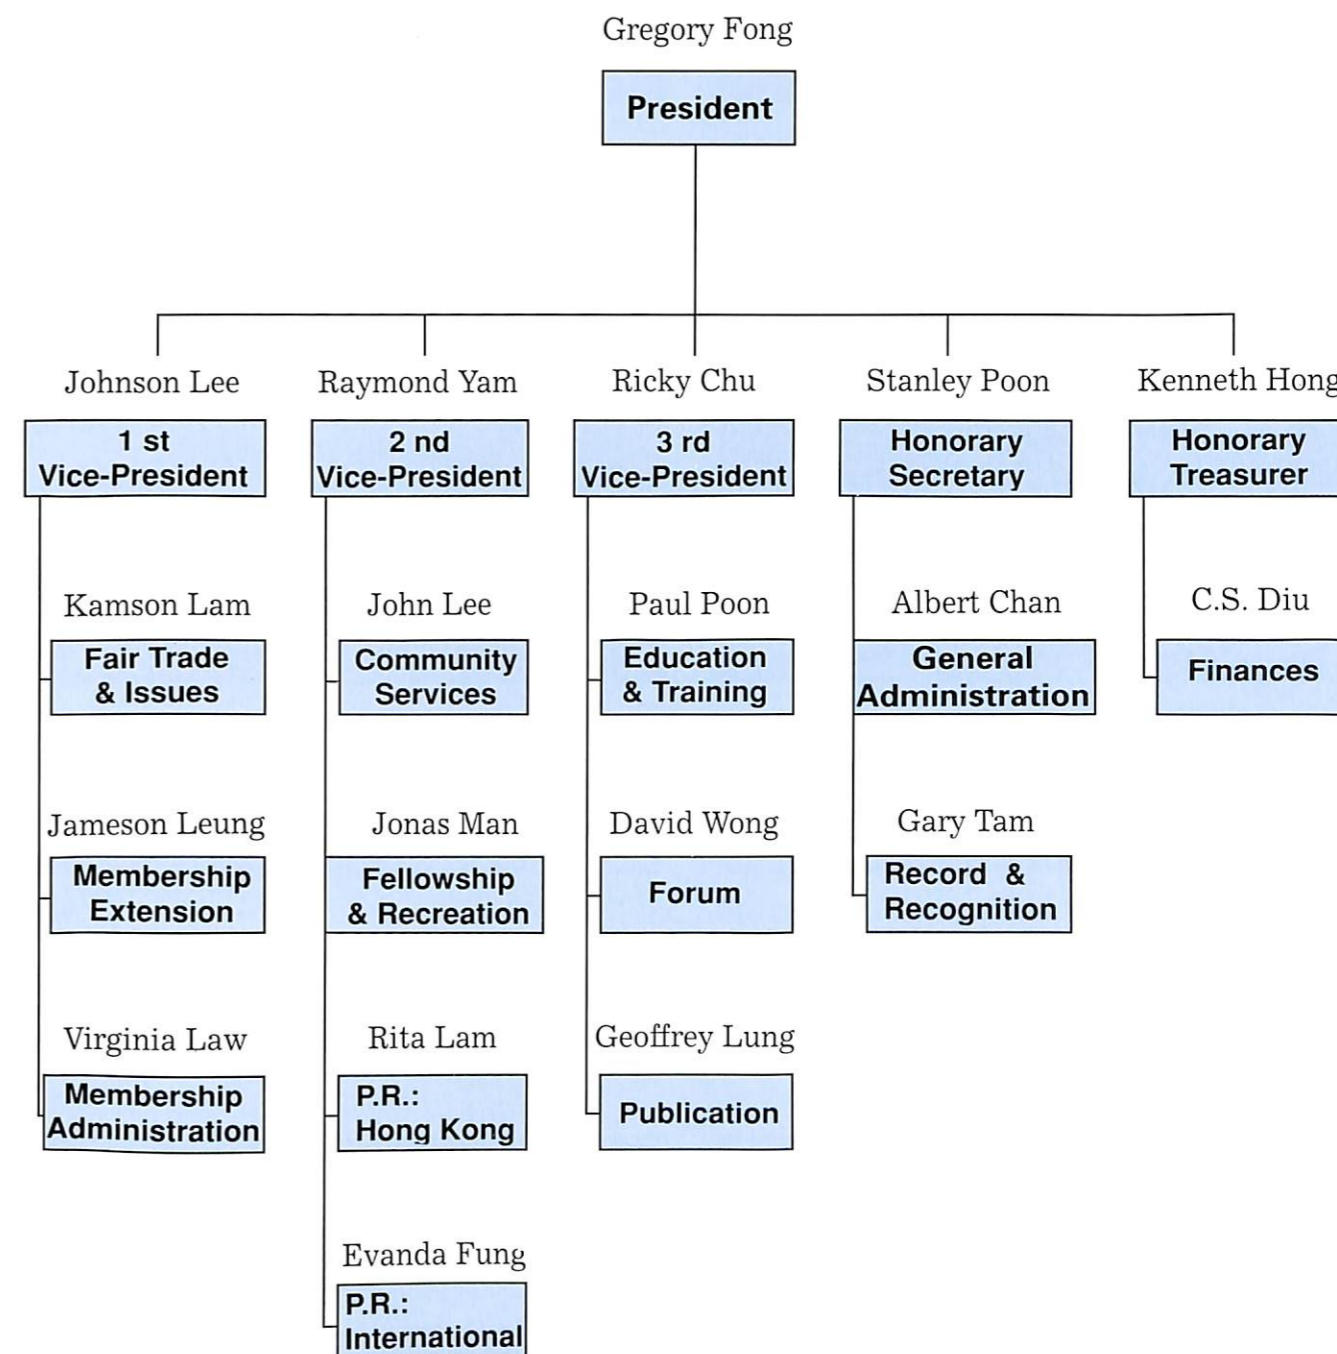 Gregory Fong
President
Johnson Lee
1 st
Vice-President
Raymond Yam
2 nd
Vice-President
Ricky Chu
3 rd
Vice-President
Stanley Poon
Honorary
Secretary
Kenneth Hong
Honorary
Treasurer
Kamson Lam
Fair Trade
& Issues
John Lee
Community
Services
Paul Poon
Education
& Training
Albert Chan
General
Administration
C.S. Diu
Finances
Jameson Leung
Membership
Extension
Jonas Man
Fellowship
& Recreation
David Wong
Forum
Gary Tam
Record &
Recognition
Virginia Law
Membership
Administration
Rita Lam
P.R.:
Hong Kong
Geoffrey Lung
Publication
Evanda Fung
P.R.:
International